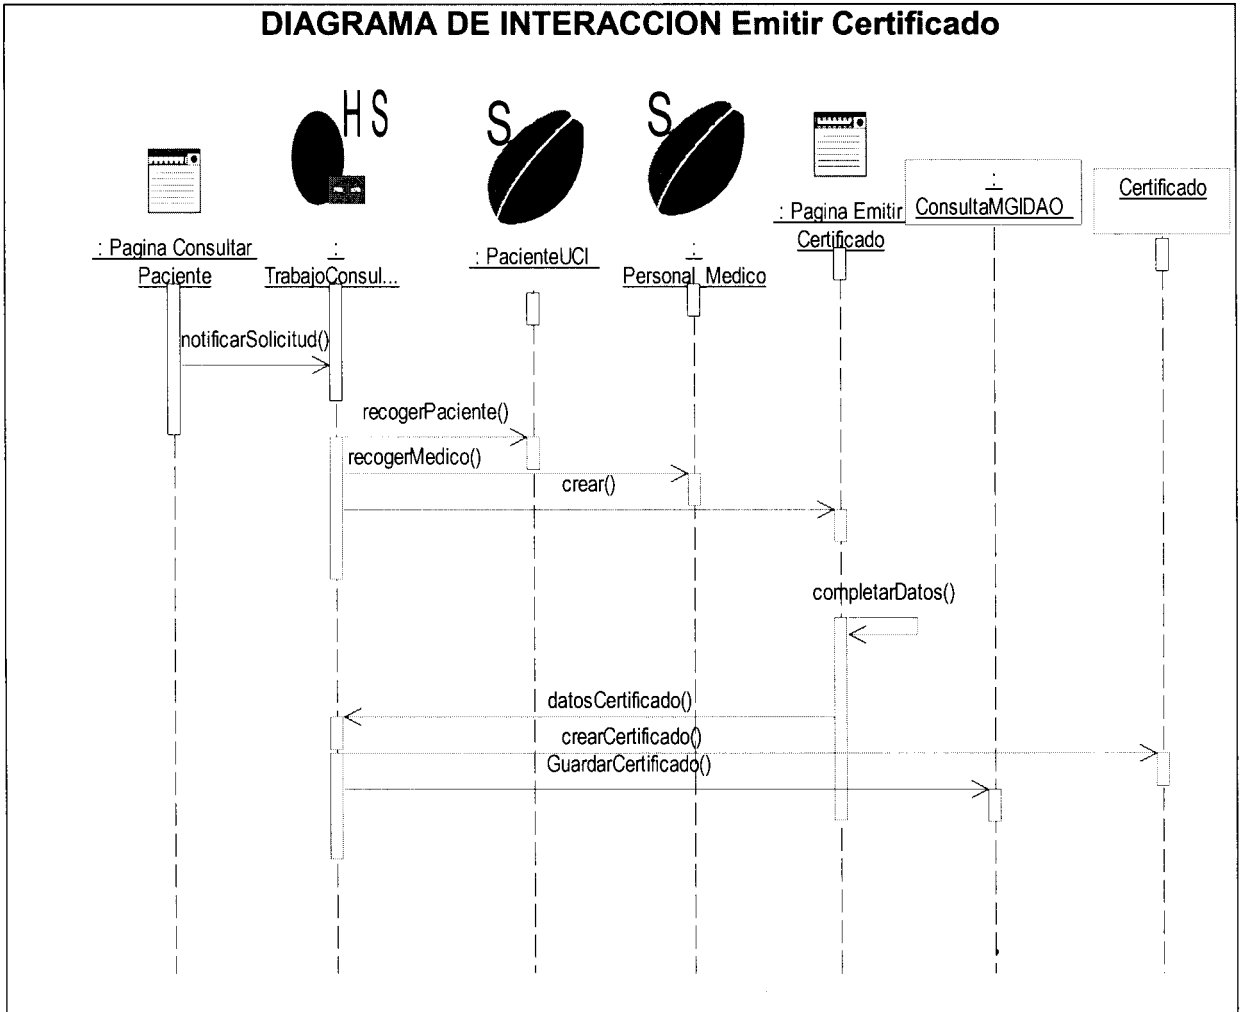 DIAGRAMA DE INTERACCION Emitir Certificado
H S
S
S
: Pagina Consultar
Paciente
:
TrabajoConsul...
: PacienteUCI
:
Personal_Medico
: Pagina Emitir
Certificado
:
ConsultaMGIDAO
Certificado
notificarSolicitud()
recogerPaciente()
recogerMedico()
crear()
completarDatos()
datosCertificado()
crearCertificado()
GuardarCertificado()